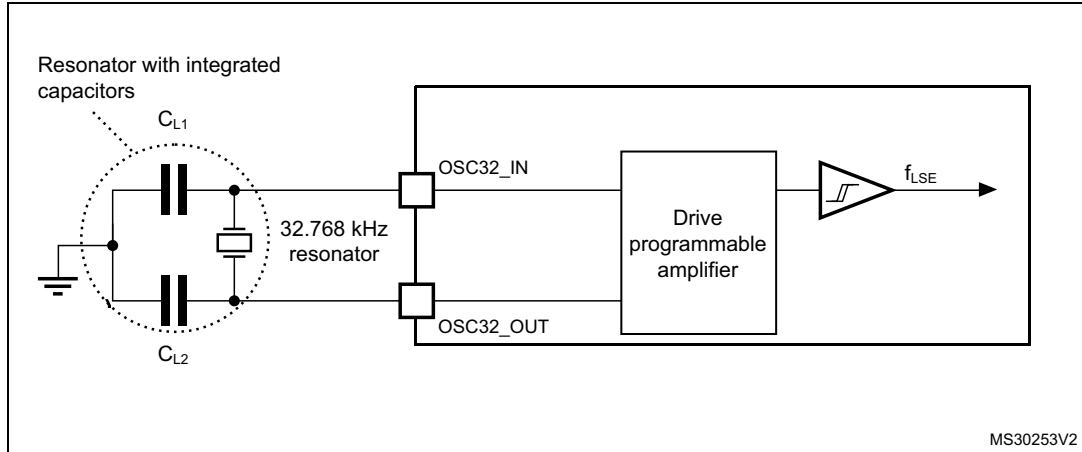 Resonator with integrated
capacitors
CL1
OSC32_IN
fLSE
32.768 kHz
resonator
Drive
programmable
amplifier
OSC32_OUT
CL2
MS30253V2